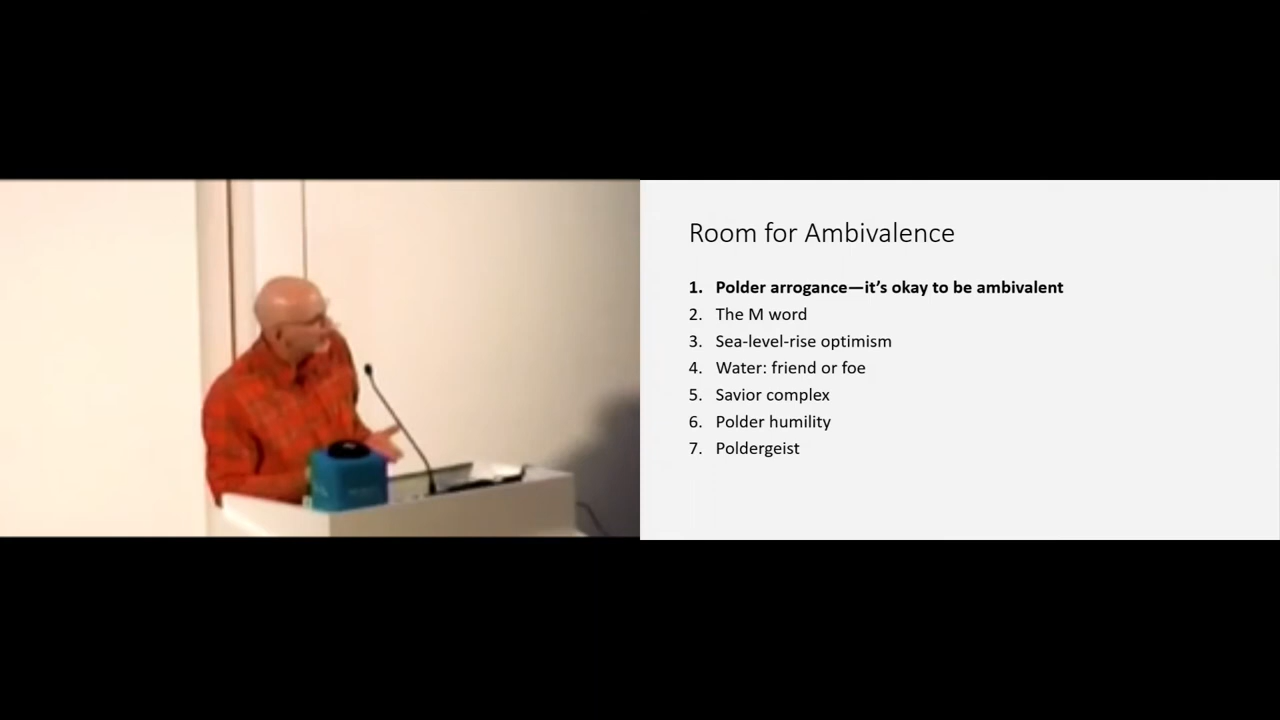 Room for Ambivalence
1. Polder arrogance—it’s okay to be ambivalent
2. The M word
3. Sea-level-rise optimism
4. Water: friend or foe
5. Savior complex
6. Polder humility
7. Poldergeist